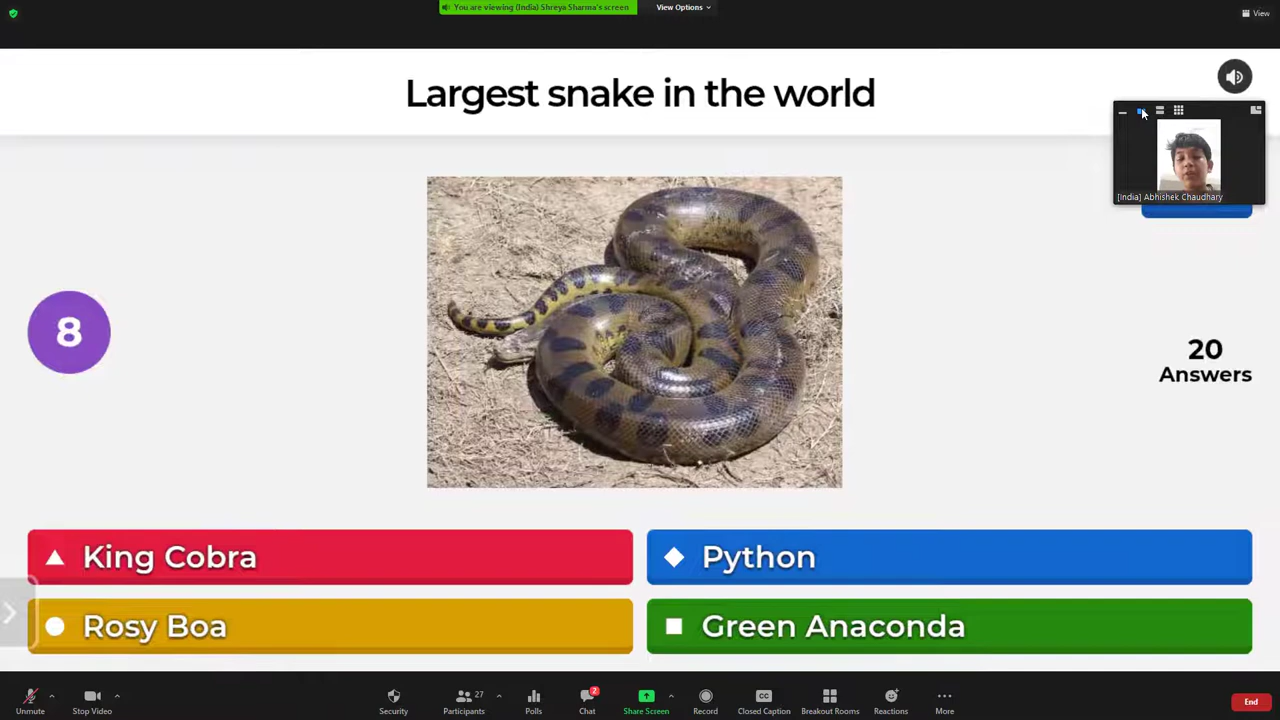 You are viewing (India) Shreya Sharma's screen
View Options
View
Largest snake in the world
[India] Abhishek Chaudhary
8
20
Answers
King Cobra
Python
Rosy Boa
Green Anaconda
Unmute
Stop Video
Security
27
Participants
Polls
2
Chat
Share Screen
Record
Closed Caption
Breakout Rooms
Reactions
More
End